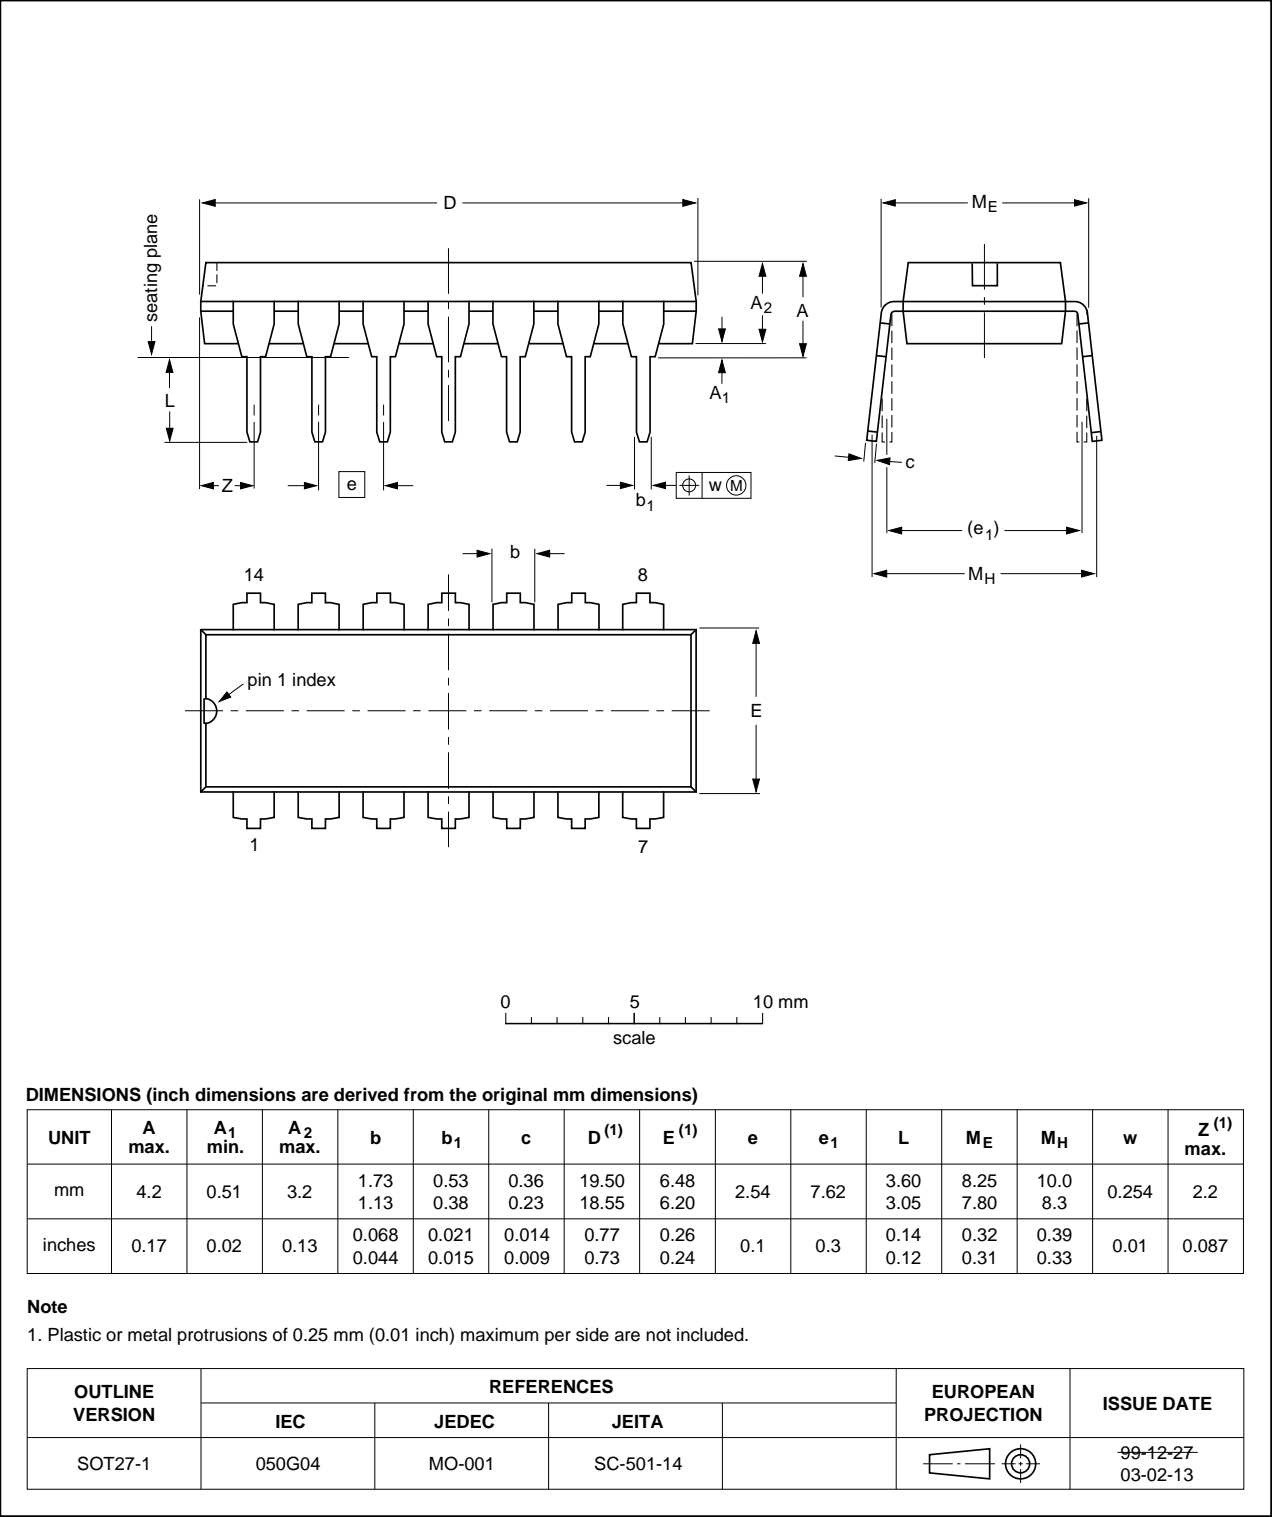 D
ME
seating plane
A2
A
A1
L
c
Z
e
b1
w M
(e1)
b
MH
14
8
pin 1 index
E
1
7
0
5
10 mm
scale
DIMENSIONS (inch dimensions are derived from the original mm dimensions)
UNIT A max. A1 min. A2 max. b b1 c D(1) E(1) e e1 L ME MH w Z(1) max.
mm 4.2 0.51 3.2 1.73 1.13 0.53 0.38 0.36 0.23 19.50 18.55 6.48 6.20 2.54 7.62 3.60 3.05 8.25 7.80 10.0 8.3 0.254 2.2
inches 0.17 0.02 0.13 0.068 0.044 0.021 0.015 0.014 0.009 0.77 0.73 0.26 0.24 0.1 0.3 0.14 0.12 0.32 0.31 0.39 0.33 0.01 0.087
Note
1. Plastic or metal protrusions of 0.25 mm (0.01 inch) maximum per side are not included.
OUTLINE VERSION REFERENCES EUROPEAN PROJECTION ISSUE DATE
IEC JEDEC JEITA
SOT27-1 050G04 MO-001 SC-501-14 99-12-27
03-02-13